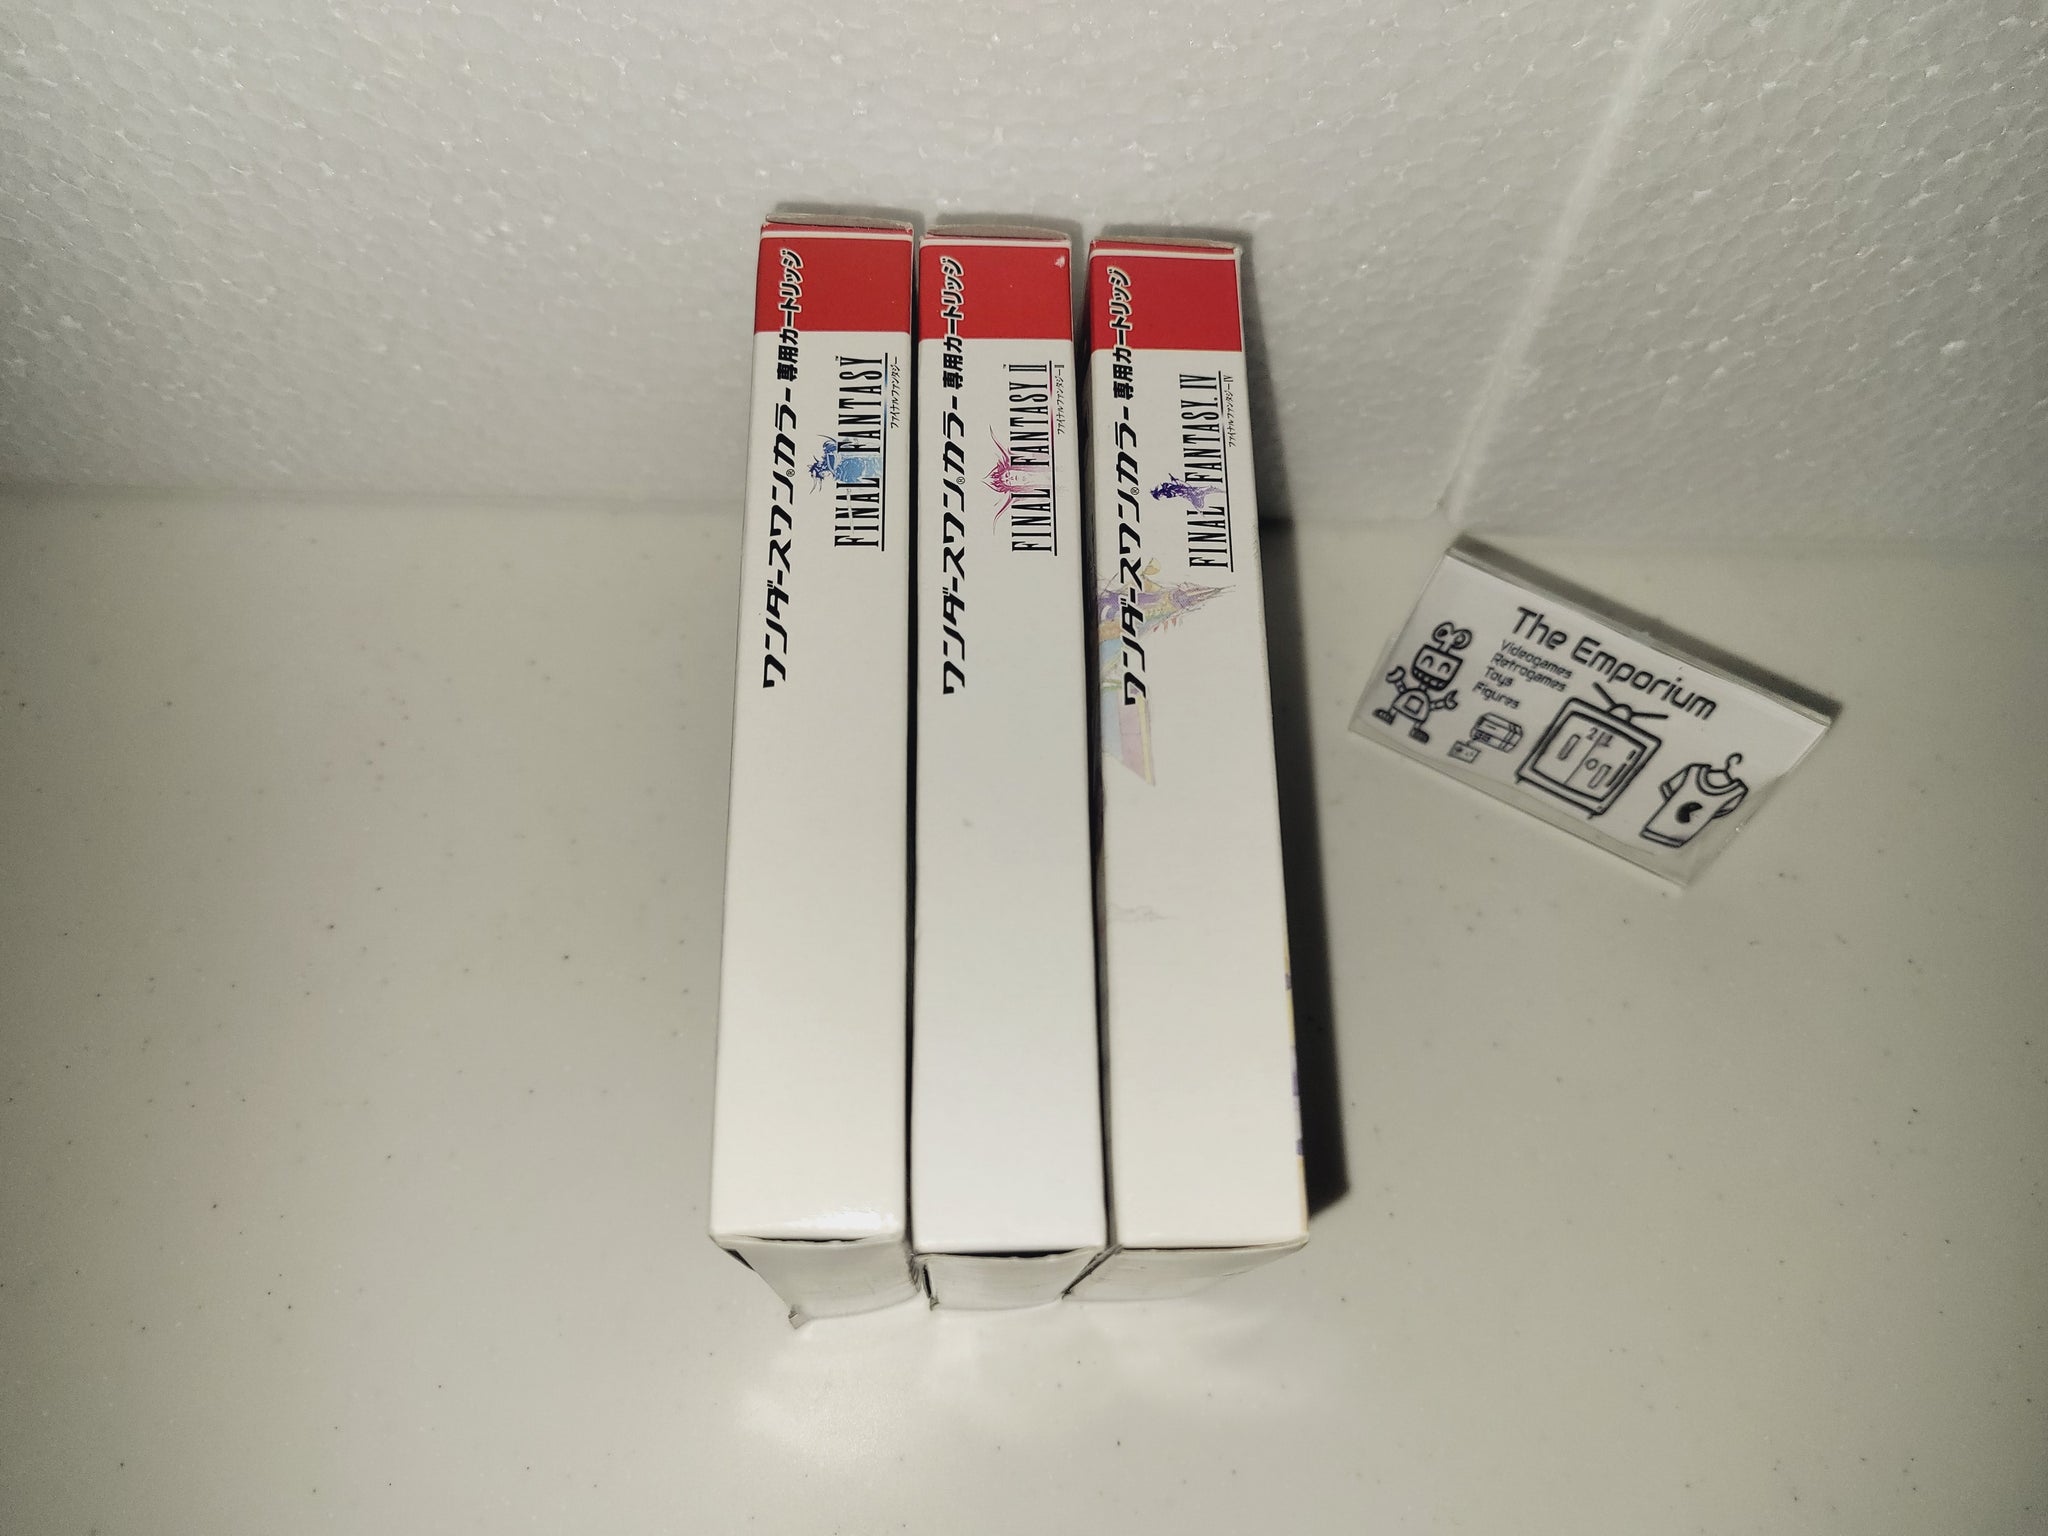 ワンダースワン®カラー専用カートリッジ
FINAL FANTASY™
ファイナルファンタジー
ワンダースワン®カラー専用カートリッジ
FINAL FANTASY II™
ファイナルファンタジーII
ワンダースワン®カラー専用カートリッジ
FINAL FANTASY IV
ファイナルファンタジーIV
The Emporium
Videogames
Retrogames
Toys
Figures
21